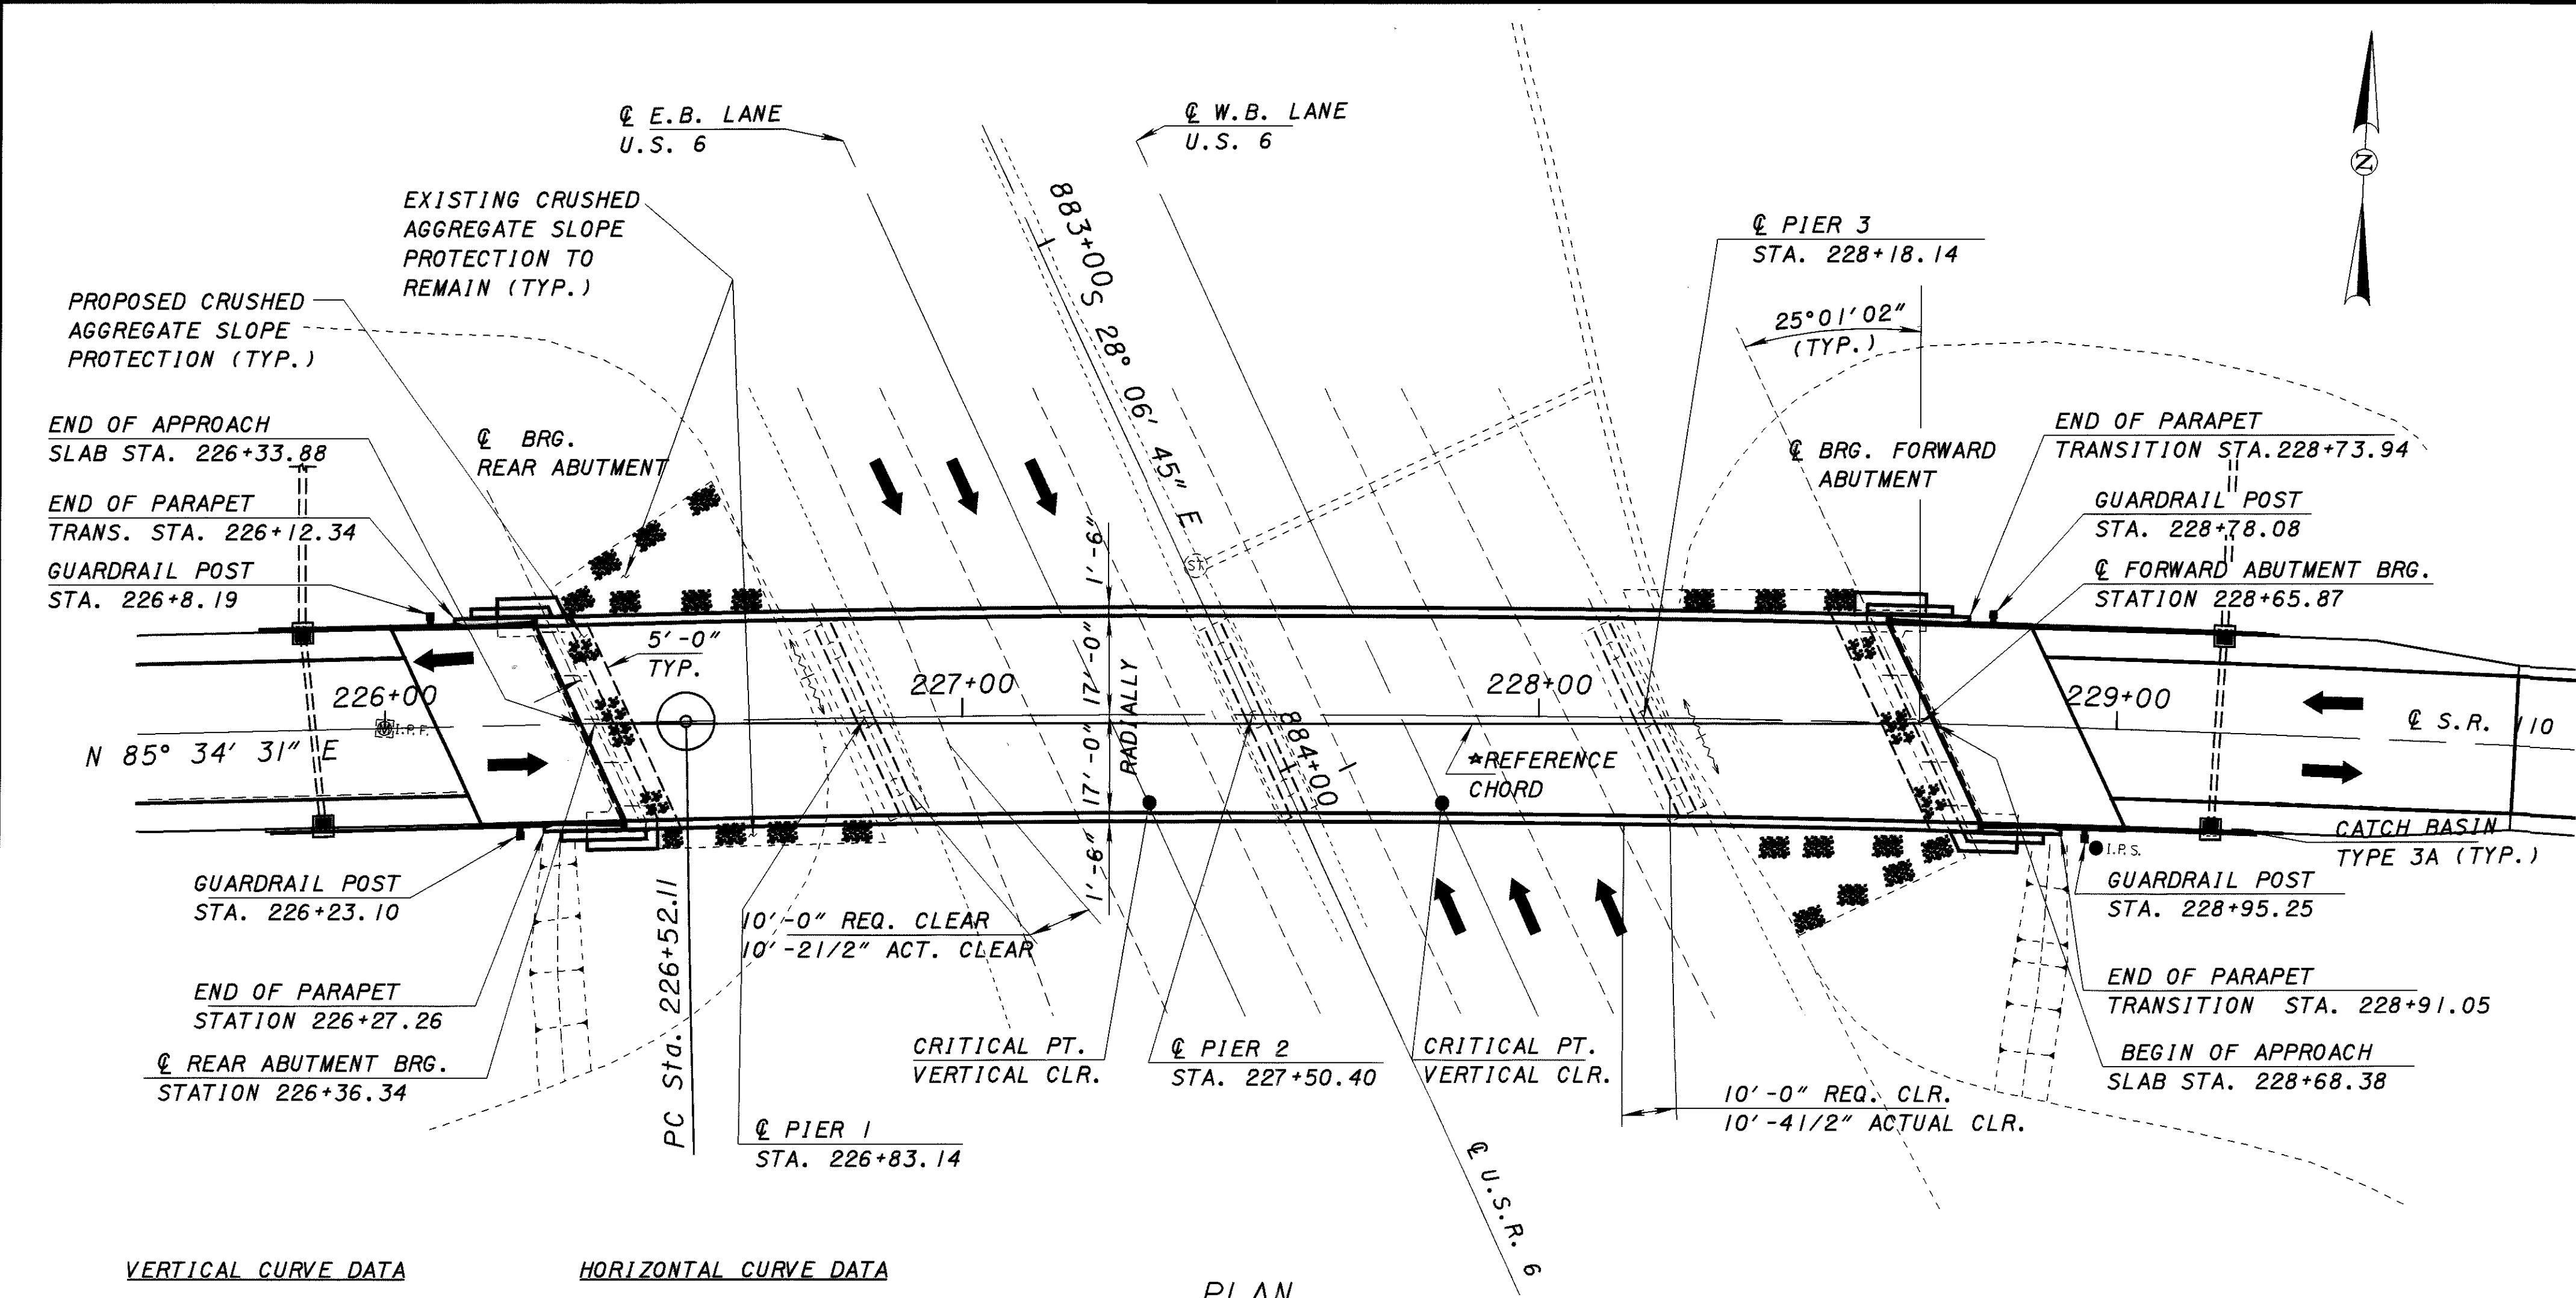 ℄ E.B. LANE
U.S. 6
℄ W.B. LANE
U.S. 6
EXISTING CRUSHED
AGGREGATE SLOPE
PROTECTION TO
REMAIN (TYP.)
883+00
S 28° 06' 45" E
℄ PIER 3
STA. 228+18.14
N
PROPOSED CRUSHED
AGGREGATE SLOPE
PROTECTION (TYP.)
25°01'02"
(TYP.)
END OF APPROACH
SLAB STA. 226+33.88
℄ BRG.
REAR ABUTMENT
℄ BRG. FORWARD
ABUTMENT
END OF PARAPET
TRANSITION STA.228+73.94
END OF PARAPET
TRANS. STA. 226+12.34
GUARDRAIL POST
STA. 228+78.08
GUARDRAIL POST
STA. 226+8.19
℄ FORWARD ABUTMENT BRG.
STATION 228+65.87
ST
1'-6"
17'-0"
17'-0"
1'-6"
RADIALLY
5'-0"
TYP.
226+00
227+00
228+00
229+00
I.P.F.
N 85° 34' 31" E
℄ S.R. 110
884+00
*REFERENCE
CHORD
CATCH BASIN
TYPE 3A (TYP.)
I.P.S.
GUARDRAIL POST
STA. 226+23.10
PC Sta. 226+52.11
10'-0" REQ. CLEAR
10'-21/2" ACT. CLEAR
GUARDRAIL POST
STA. 228+95.25
END OF PARAPET
STATION 226+27.26
END OF PARAPET
TRANSITION STA. 228+91.05
℄ REAR ABUTMENT BRG.
STATION 226+36.34
CRITICAL PT.
VERTICAL CLR.
℄ PIER 2
STA. 227+50.40
CRITICAL PT.
VERTICAL CLR.
BEGIN OF APPROACH
SLAB STA. 228+68.38
10'-0" REQ. CLR.
10'-41/2" ACTUAL CLR.
℄ PIER 1
STA. 226+83.14
℄ U.S.R. 6
VERTICAL CURVE DATA
HORIZONTAL CURVE DATA
PLAN